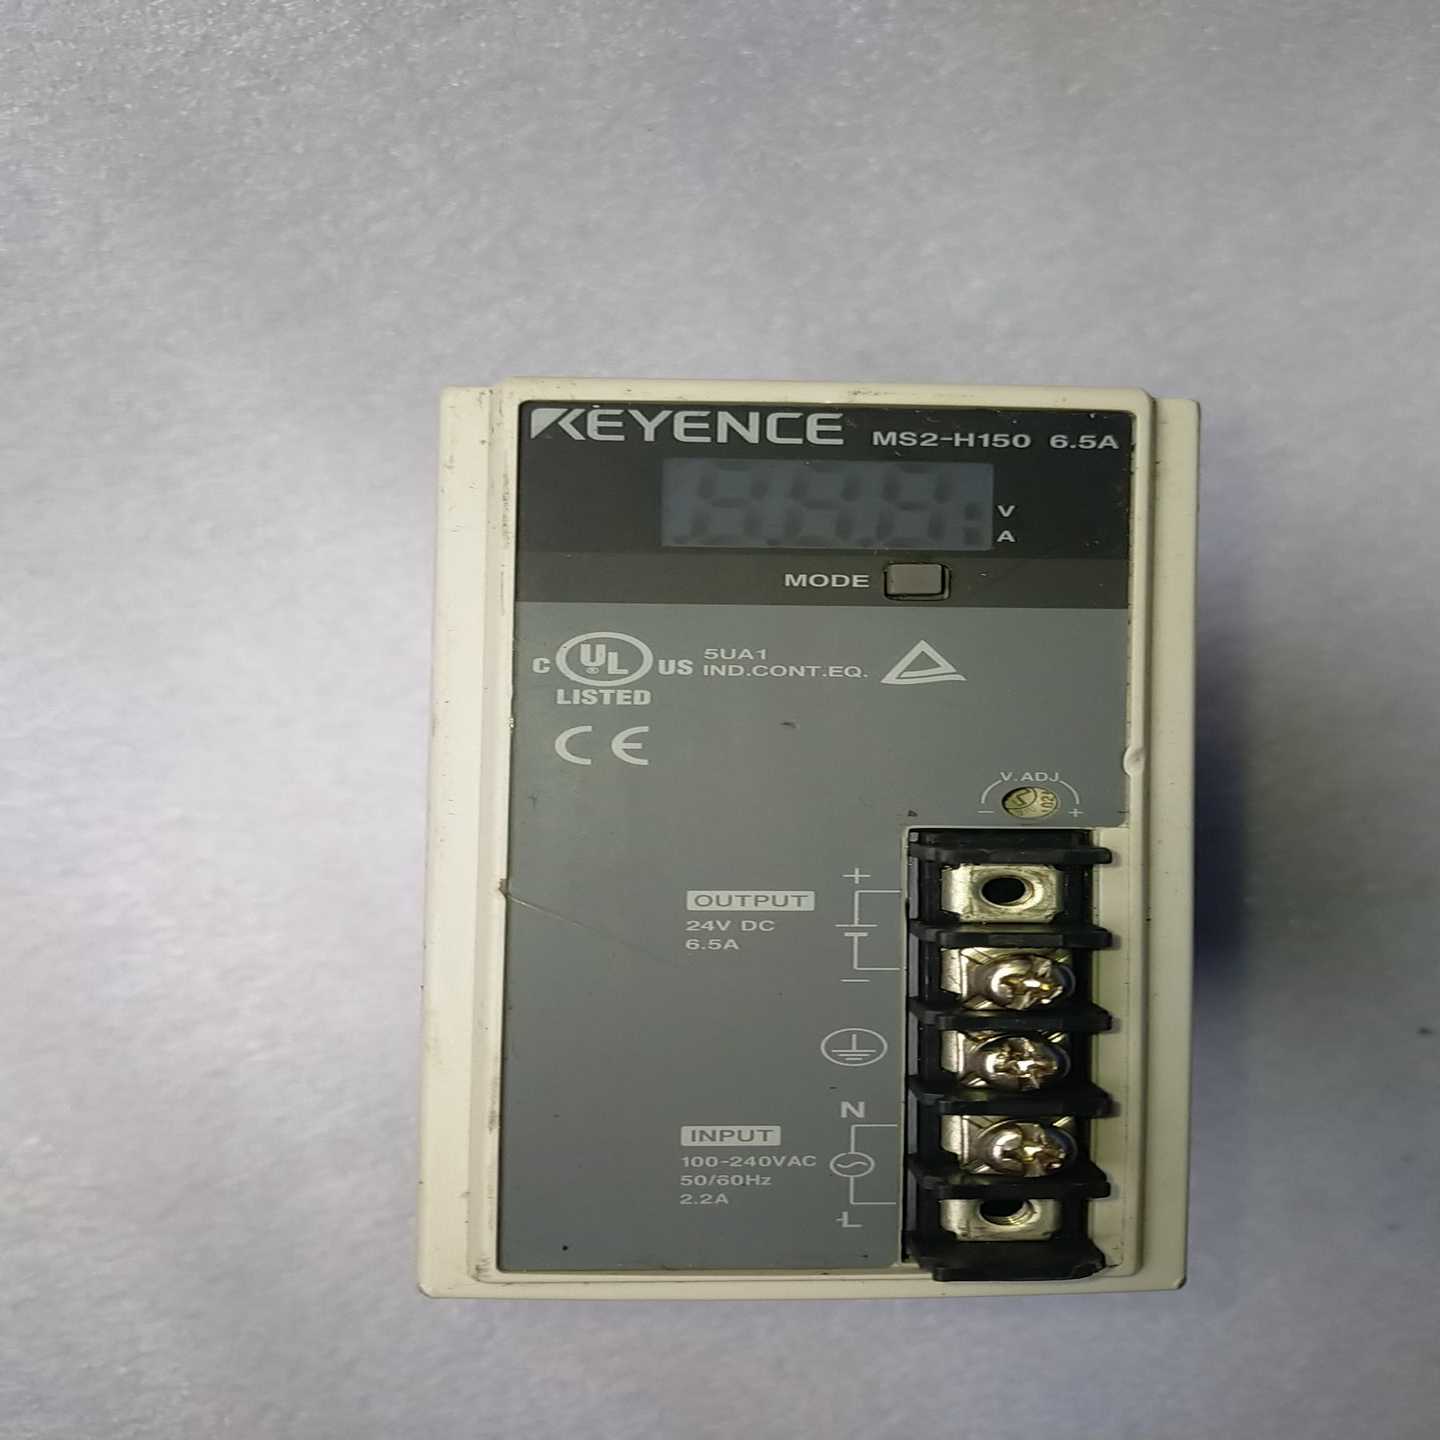 KEYENCE MS2-H150 6.5A
V
A
MODE
C UL US 5UA1
® IND.CONT.EQ.
LISTED
CE
V.ADJ
- +
+
OUTPUT
24V DC
6.5A
-
N
INPUT
100-240VAC
50/60Hz
2.2A
L